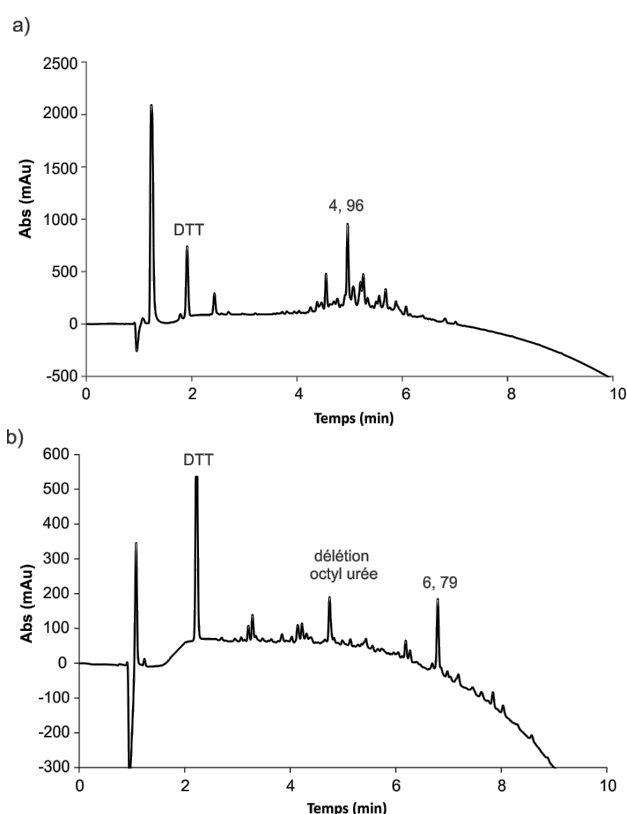 a)
2500
2000
1500
1000
500
0
-500
Abs (mAu)
DTT
4, 96
0 2 4 6 8 10
Temps (min)
b)
600
500
400
300
200
100
0
-100
-200
-300
Abs (mAu)
DTT
délétion
octyl urée
6, 79
0 2 4 6 8 10
Temps (min)